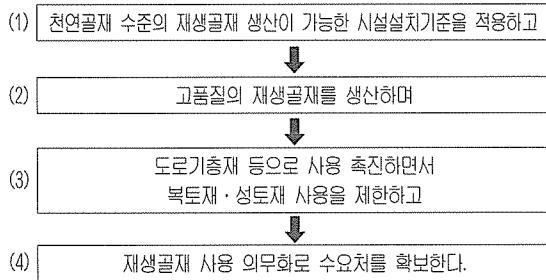 (1) 천연골재 수준의 재생골재 생산이 가능한 시설설치기준을 적용하고
(2) 고품질의 재생골재를 생산하며
(3) 도로기층재 등으로 사용 촉진하면서
복토재·성토재 사용을 제한하고
(4) 재생골재 사용 의무화로 수요처를 확보한다.